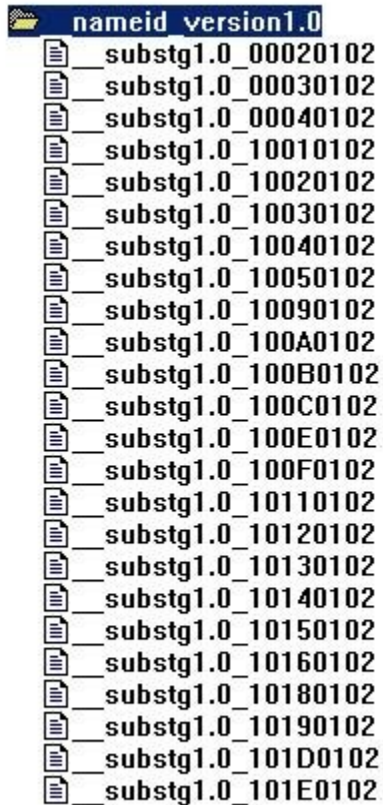 __nameid_version1.0
__substg1.0_00020102
__substg1.0_00030102
__substg1.0_00040102
__substg1.0_10010102
__substg1.0_10020102
__substg1.0_10030102
__substg1.0_10040102
__substg1.0_10050102
__substg1.0_10090102
__substg1.0_100A0102
__substg1.0_100B0102
__substg1.0_100C0102
__substg1.0_100E0102
__substg1.0_100F0102
__substg1.0_10110102
__substg1.0_10120102
__substg1.0_10130102
__substg1.0_10140102
__substg1.0_10150102
__substg1.0_10160102
__substg1.0_10180102
__substg1.0_10190102
__substg1.0_101D0102
__substg1.0_101E0102